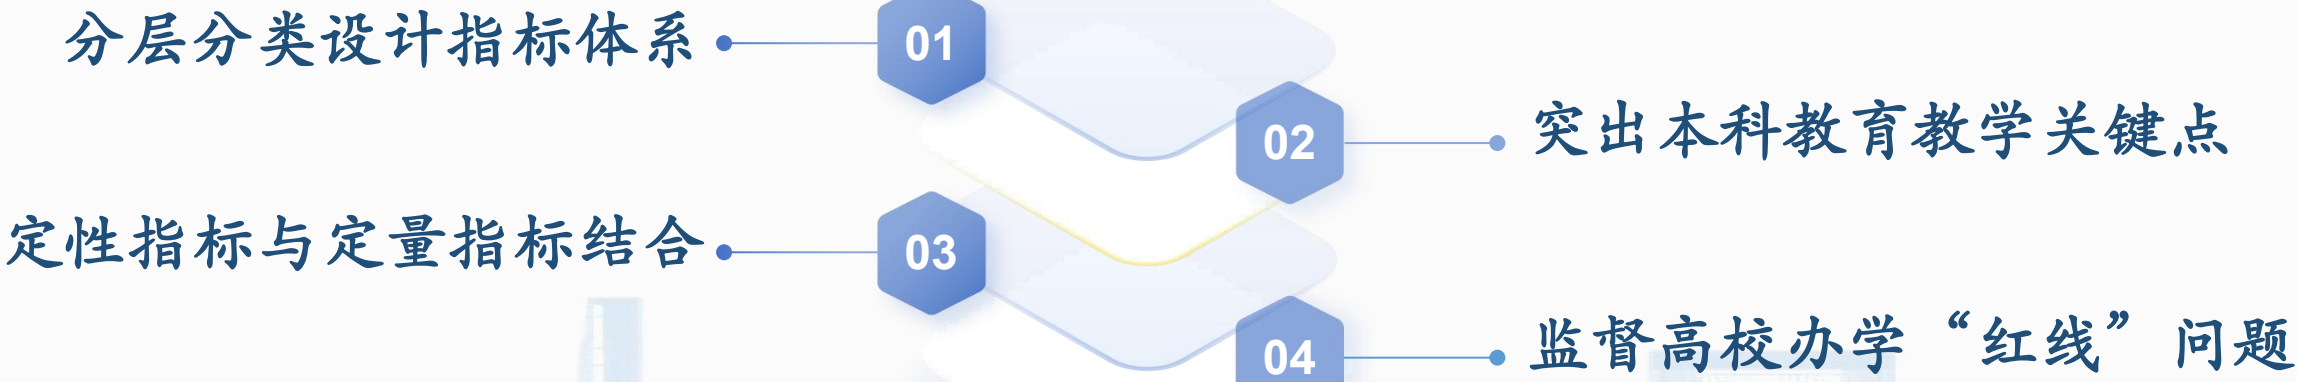 分层分类设计指标体系
01
02
突出本科教育教学关键点
定性指标与定量指标结合
03
04
监督高校办学“红线”问题